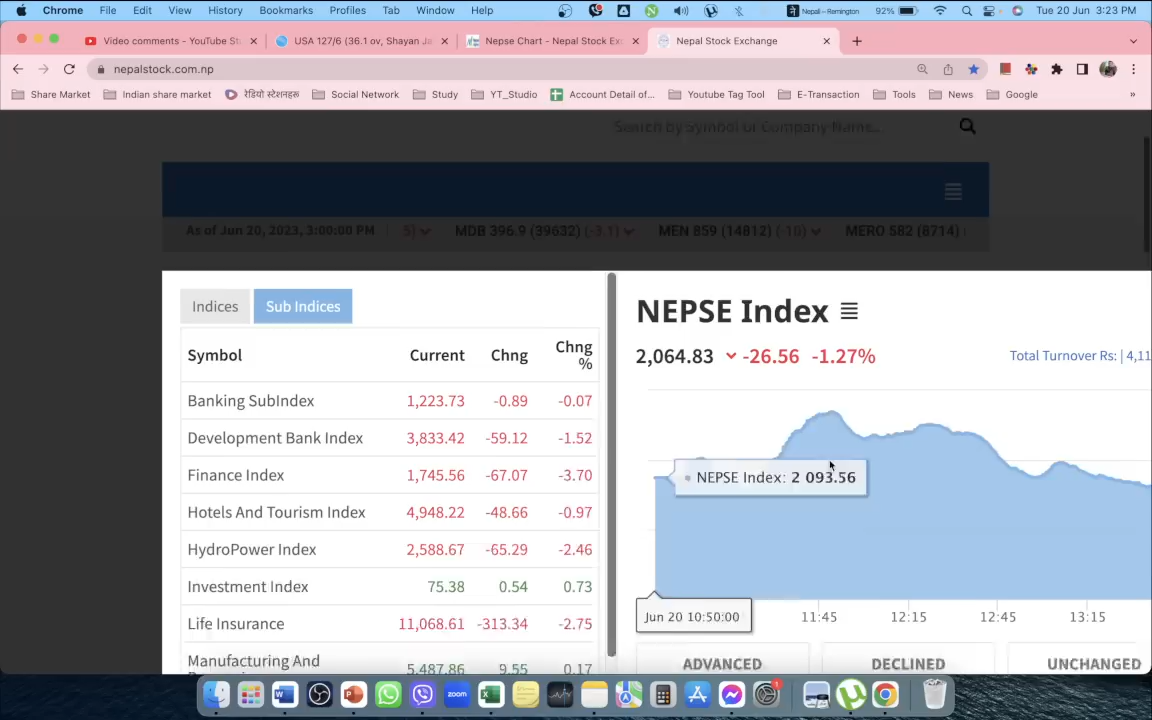 Chrome File Edit View History Bookmarks Profiles Tab Window Help Nepali – Remington 92% Tue 20 Jun 3:23 PM
Video comments - YouTube St USA 127/6 (36.1 ov, Shayan Ja Nepse Chart - Nepal Stock Ex Nepal Stock Exchange
nepalstock.com.np
Share Market Indian share market रेडियो स्टेशनहरू Social Network Study YT_Studio Account Detail of... Youtube Tag Tool E-Transaction Tools News Google »
Search by Symbol or Company Name...
As of Jun 20, 2023, 3:00:00 PM 5) MDB 396.9 (39632) (-3.1) MEN 859 (14812) (-10) MERO 582 (8714)
Indices Sub Indices
NEPSE Index
2,064.83 -26.56 -1.27% Total Turnover Rs: | 4,11
Symbol Current Chng Chng %
Banking SubIndex 1,223.73 -0.89 -0.07
Development Bank Index 3,833.42 -59.12 -1.52
Finance Index 1,745.56 -67.07 -3.70
Hotels And Tourism Index 4,948.22 -48.66 -0.97
HydroPower Index 2,588.67 -65.29 -2.46
Investment Index 75.38 0.54 0.73
Life Insurance 11,068.61 -313.34 -2.75
Manufacturing And 5,487.86 9.55 0.17
NEPSE Index: 2 093.56
Jun 20 10:50:00 11:45 12:15 12:45 13:15
ADVANCED DECLINED UNCHANGED
zoom